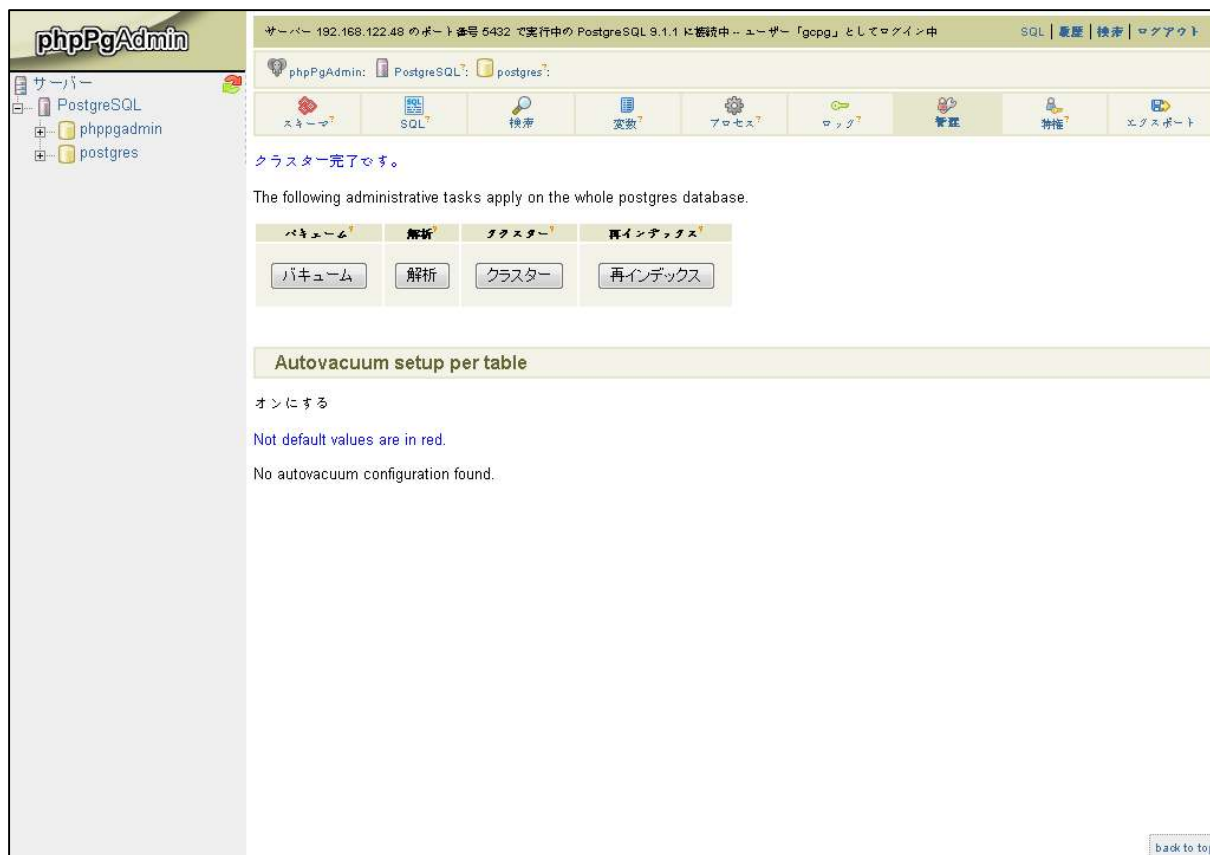 phpPgAdmin
サーバー
PostgreSQL
phppgadmin
postgres
サーバー 192.168.122.48 のポート番号 5432 で実行中の PostgreSQL 9.1.1 に接続中 -- ユーザー 「gcpg」としてログイン中
SQL | 履歴 | 検索 | ログアウト
phpPgAdmin: PostgreSQL?: postgres?:
スキーマ? SQL? 検索 変数? プロセス? ロック? 管理 特権? エクスポート
クラスター完了です。
The following administrative tasks apply on the whole postgres database.
バキューム? 解析? クラスター? 再インデックス?
バキューム 解析 クラスター 再インデックス
Autovacuum setup per table
オンにする
Not default values are in red.
No autovacuum configuration found.
back to top